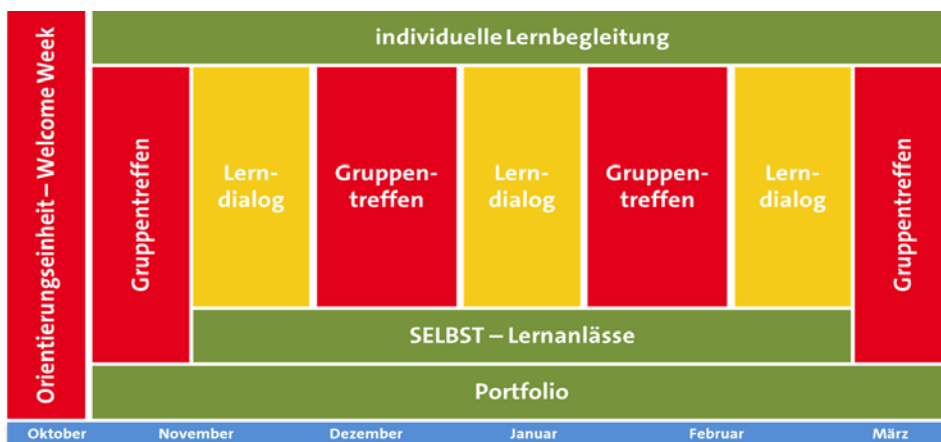 Orientierungseinheit – Welcome Week
individuelle Lernbegleitung
Gruppentreffen
Lern-
dialog
Gruppen-
treffen
Lern-
dialog
Gruppen-
treffen
Lern-
dialog
Gruppentreffen
SELBST – Lernanlässe
Portfolio
Oktober
November
Dezember
Januar
Februar
März